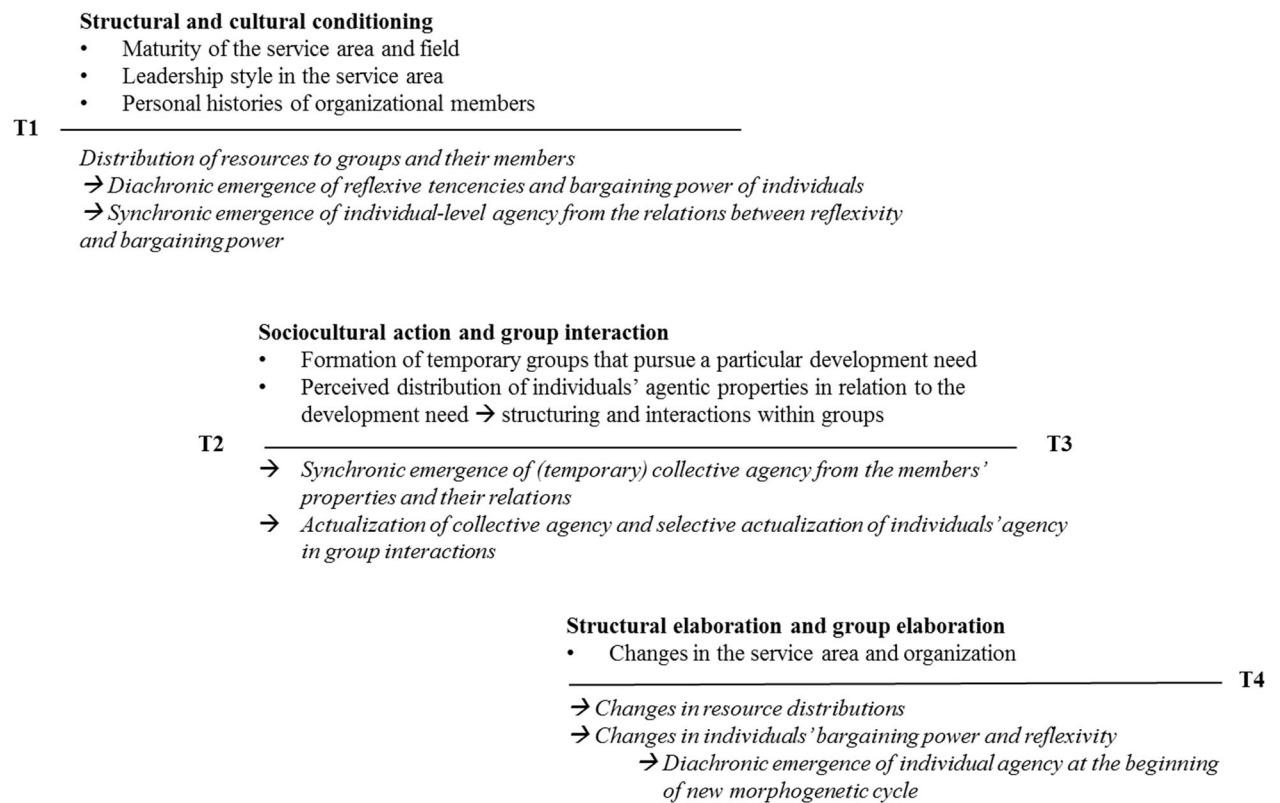 Structural and cultural conditioning
• Maturity of the service area and field
• Leadership style in the service area
• Personal histories of organizational members
T1
Distribution of resources to groups and their members
→ Diachronic emergence of reflexive tencencies and bargaining power of individuals
→ Synchronic emergence of individual-level agency from the relations between reflexivity
and bargaining power
Sociocultural action and group interaction
• Formation of temporary groups that pursue a particular development need
• Perceived distribution of individuals’ agentic properties in relation to the
development need → structuring and interactions within groups
T2 T3
→ Synchronic emergence of (temporary) collective agency from the members’
properties and their relations
→ Actualization of collective agency and selective actualization of individuals’ agency
in group interactions
Structural elaboration and group elaboration
• Changes in the service area and organization
T4
→ Changes in resource distributions
→ Changes in individuals’ bargaining power and reflexivity
→ Diachronic emergence of individual agency at the beginning
of new morphogenetic cycle